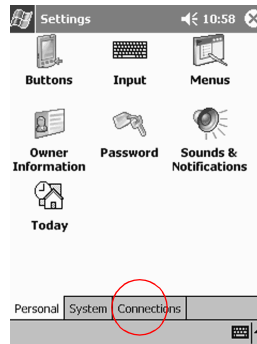 Settings 10:58
Buttons Input Menus
Owner Information Password Sounds & Notifications
Today
Personal System Connections